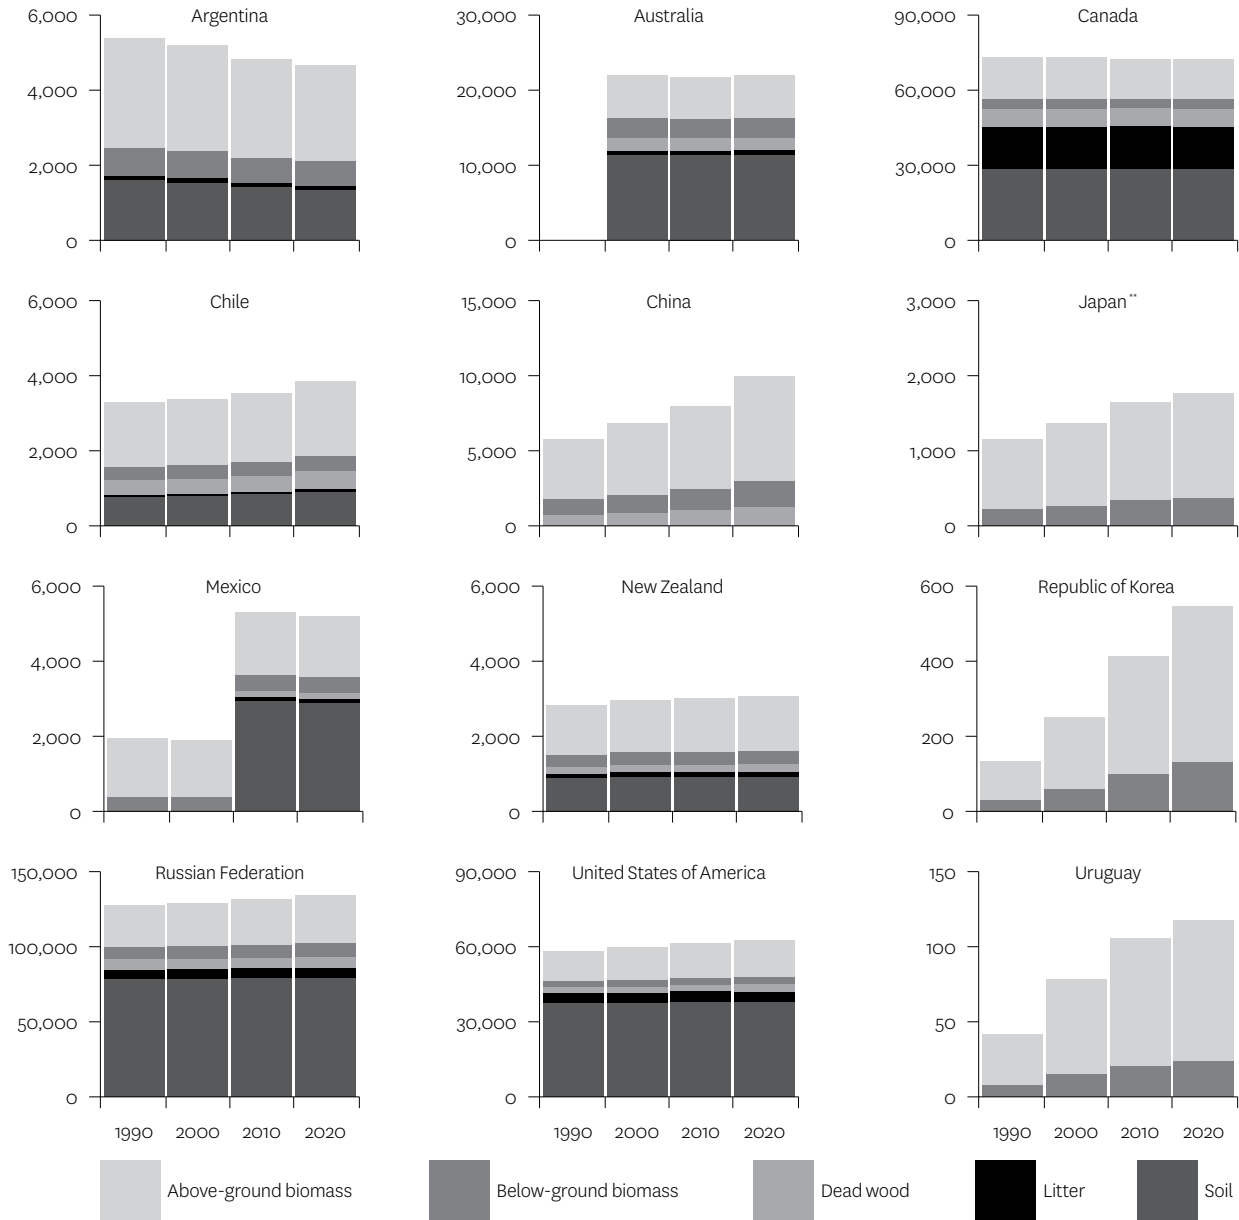 Argentina
6,000
4,000
2,000
0
Australia
30,000
20,000
10,000
0
Canada
90,000
60,000
30,000
0
Chile
6,000
4,000
2,000
0
China
15,000
10,000
5,000
0
Japan**
3,000
2,000
1,000
0
Mexico
6,000
4,000
2,000
0
New Zealand
6,000
4,000
2,000
0
Republic of Korea
600
400
200
0
Russian Federation
150,000
100,000
50,000
0
1990 2000 2010 2020
United States of America
90,000
60,000
30,000
0
1990 2000 2010 2020
Uruguay
150
100
50
0
1990 2000 2010 2020
Above-ground biomass
Below-ground biomass
Dead wood
Litter
Soil